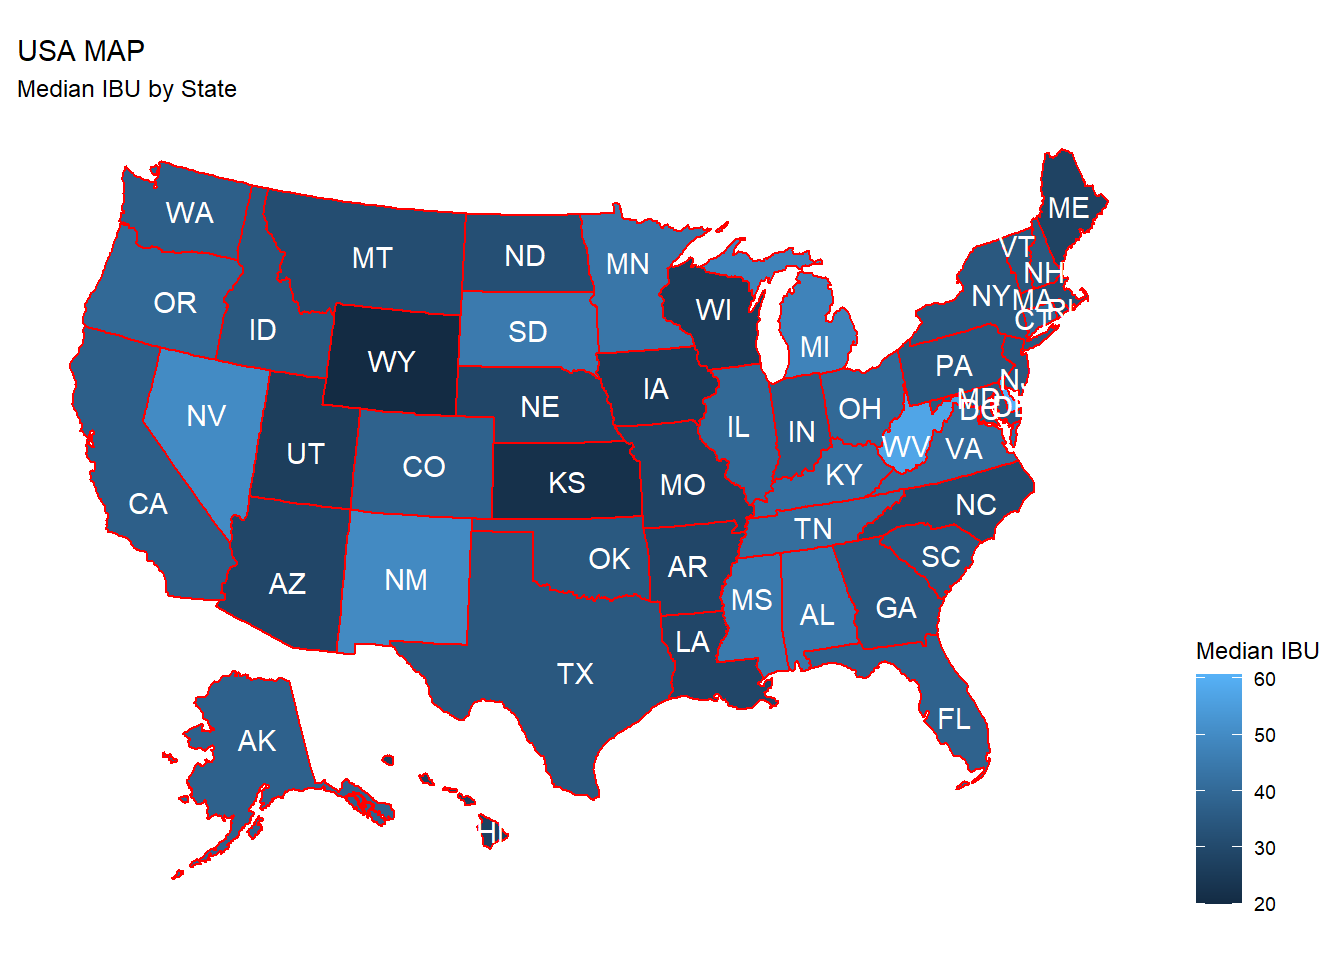 USA MAP
Median IBU by State
ME
WA
VT
MT
ND
MN
NH
OR
WI
NY
MA
RI
ID
SD
MI
CT
WY
PA
IA
NV
NE
OH
MD
DC
DE
IL
IN
UT
CO
KY
WV
VA
KS
MO
CA
NC
TN
OK
SC
AZ
NM
AR
MS
AL
GA
LA
TX
FL
AK
HI
Median IBU
60
50
40
30
20